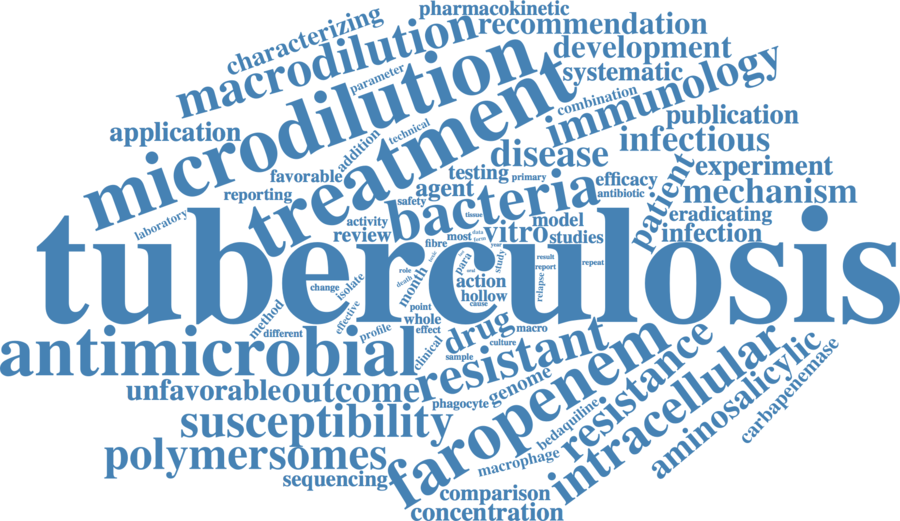 pharmacokinetic
characterizing
macrodilution
recommendation
parameter
development
systematic
microdilution
treatment
immunology
combination
publication
application
addition
technical
infectious
disease
testing
primary
favorable
agent
efficacy
antibiotic
patient
experiment
mechanism
reporting
safety
bacteria
tissue
model
eradicating
laboratory
activity
review
fibre
most
data
term
year
vitro
studies
infection
tuberculosis
change
isolate
role
death
month
para
oral
action
study
result
report
relapse
repeat
hollow
cause
point
whole
effect
method
different
effective
profile
clinical
drug
macro
culture
sample
antimicrobial
resistant
faropenem
resistance
intracellular
aminosalicylic
carbapenemase
unfavorable
outcome
phagocyte
genome
susceptibility
bedaquiline
macrophage
polymersomes
sequencing
comparison
concentration